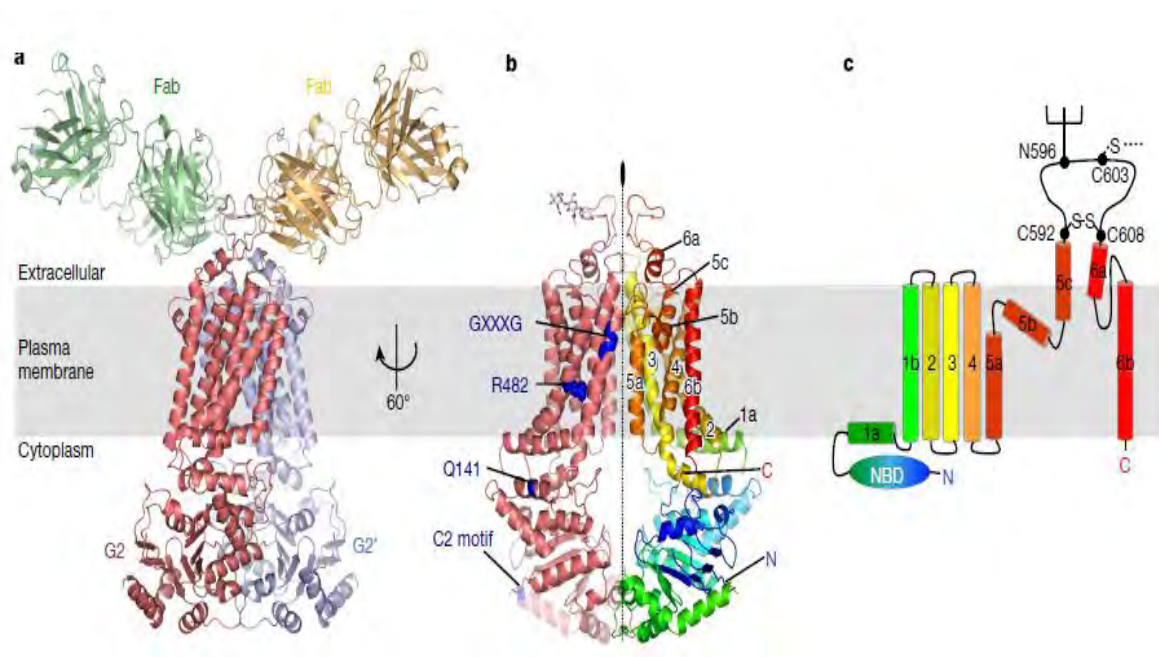 a
Fab
Fab
Extracellular
Plasma
membrane
Cytoplasm
G2
G2'
60°
b
6a
5c
5b
GXXXG
3
4
5a
6b
R482
1a
2
Q141
C
C2 motif
N
c
N596
S
C603
S-S
C592
C608
5c
6a
5b
1b
2
3
4
5a
6b
1a
NBD
N
C